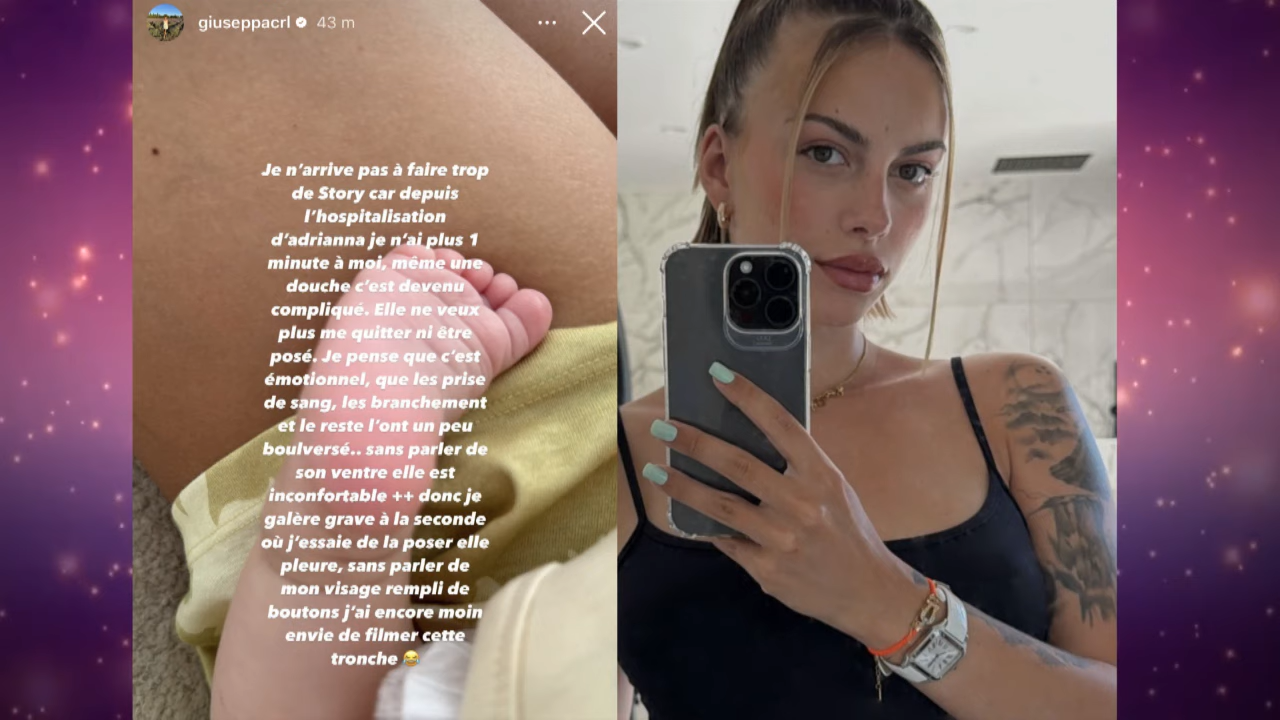 giuseppacrl 43 m
Je n'arrive pas à faire trop
de Story car depuis
l'hospitalisation
d'adrianna je n'ai plus 1
minute à moi, même une
douche c'est devenu
compliqué. Elle ne veux
plus me quitter ni être
posé. Je pense que c'est
émotionnel, que les prise
de sang, les branchement
et le reste l'ont un peu
boulversé.. sans parler de
son ventre elle est
inconfortable ++ donc je
galère grave à la seconde
où j'essaie de la poser elle
pleure, sans parler de
mon visage rempli de
boutons j'ai encore moin
envie de filmer cette
tronche 😂